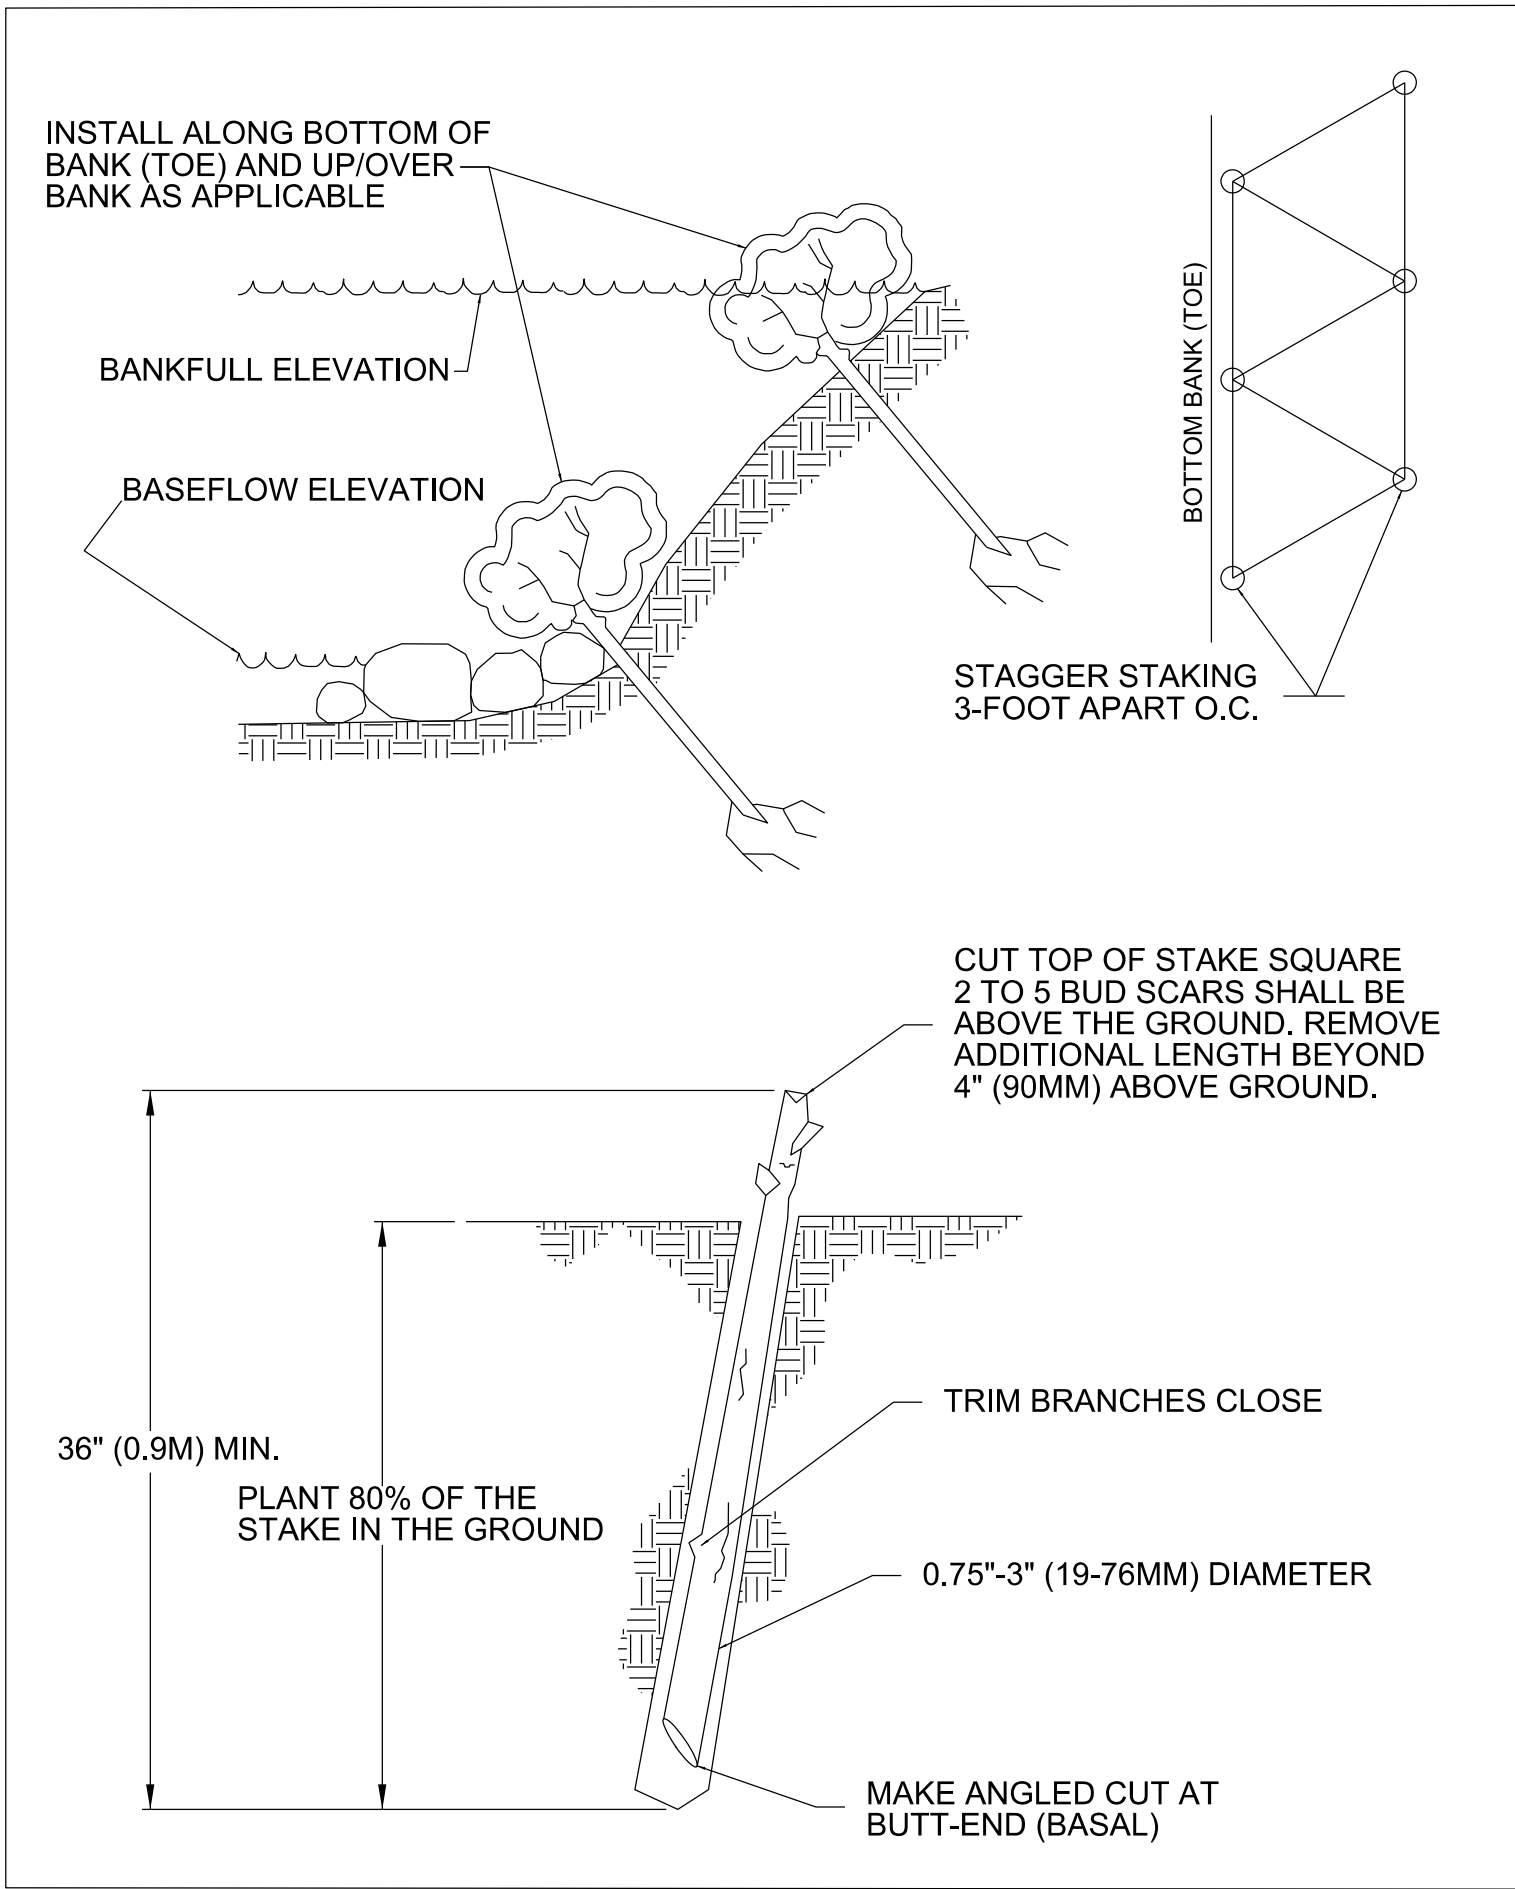 INSTALL ALONG BOTTOM OF
BANK (TOE) AND UP/OVER
BANK AS APPLICABLE
BANKFULL ELEVATION
BASEFLOW ELEVATION
BOTTOM BANK (TOE)
STAGGER STAKING
3-FOOT APART O.C.
CUT TOP OF STAKE SQUARE
2 TO 5 BUD SCARS SHALL BE
ABOVE THE GROUND. REMOVE
ADDITIONAL LENGTH BEYOND
4" (90MM) ABOVE GROUND.
TRIM BRANCHES CLOSE
36" (0.9M) MIN.
PLANT 80% OF THE
STAKE IN THE GROUND
0.75"-3" (19-76MM) DIAMETER
MAKE ANGLED CUT AT
BUTT-END (BASAL)